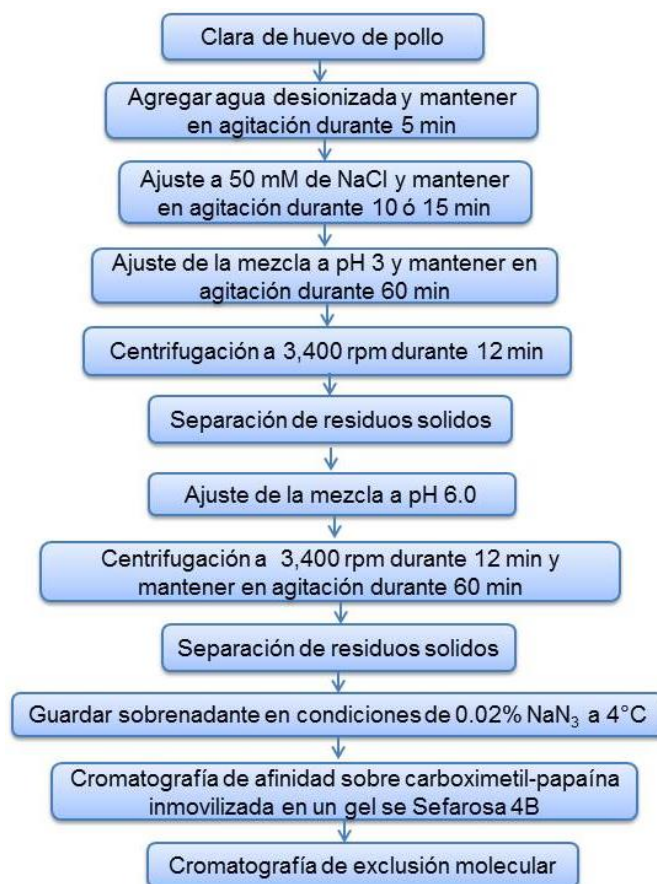 Clara de huevo de pollo
Agregar agua desionizada y mantener
en agitación durante 5 min
Ajuste a 50 mM de NaCl y mantener
en agitación durante 10 ó 15 min
Ajuste de la mezcla a pH 3 y mantener en
agitación durante 60 min
Centrifugación a 3,400 rpm durante 12 min
Separación de residuos solidos
Ajuste de la mezcla a pH 6.0
Centrifugación a 3,400 rpm durante 12 min y
mantener en agitación durante 60 min
Separación de residuos solidos
Guardar sobrenadante en condiciones de 0.02% NaN₃ a 4°C
Cromatografía de afinidad sobre carboximetil-papaína
inmovilizada en un gel se Sefarosa 4B
Cromatografía de exclusión molecular